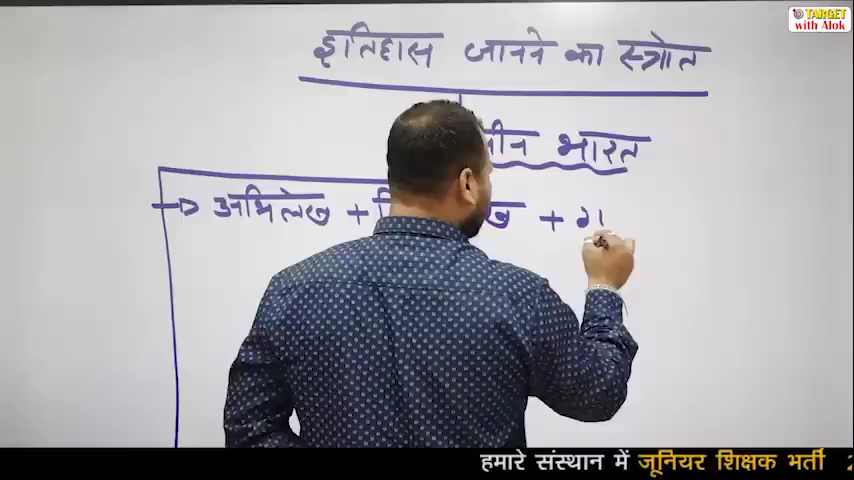 TARGET
with Alok
इतिहास जानने का स्त्रोत
भारत
अभिलेख + +
हमारे संस्थान में जूनियर शिक्षक भर्ती